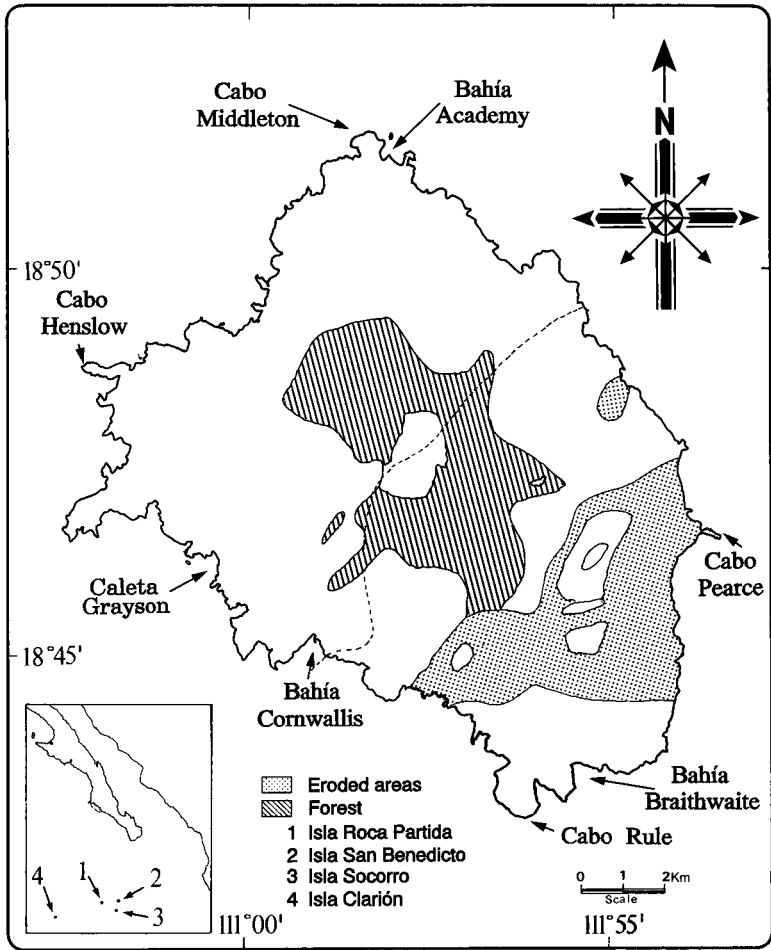 Cabo
Middleton
Bahía
Academy
N
18°50'
Cabo
Henslow
Cabo
Pearce
Caleta
Grayson
18°45'
Bahía
Cornwallis
Eroded areas
Forest
1 Isla Roca Partida
2 Isla San Benedicto
3 Isla Socorro
4 Isla Clarión
Bahía
Braithwaite
Cabo Rule
4
1
2
3
0 1 2Km
Scale
111°00'
111°55'